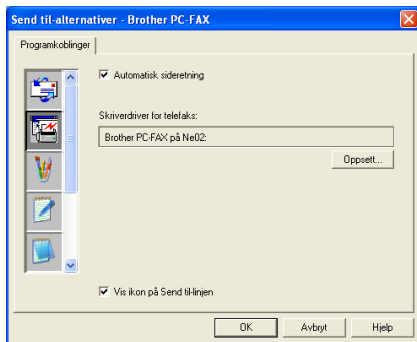 Send til-alternativer - Brother PC-FAX
Programkoblinger
Automatisk sideretning
Skriverdriver for telefaks:
Brother PC-FAX på Ne02:
Oppsett...
Vis ikon på Send til-linjen
OK Avbryt Hjelp